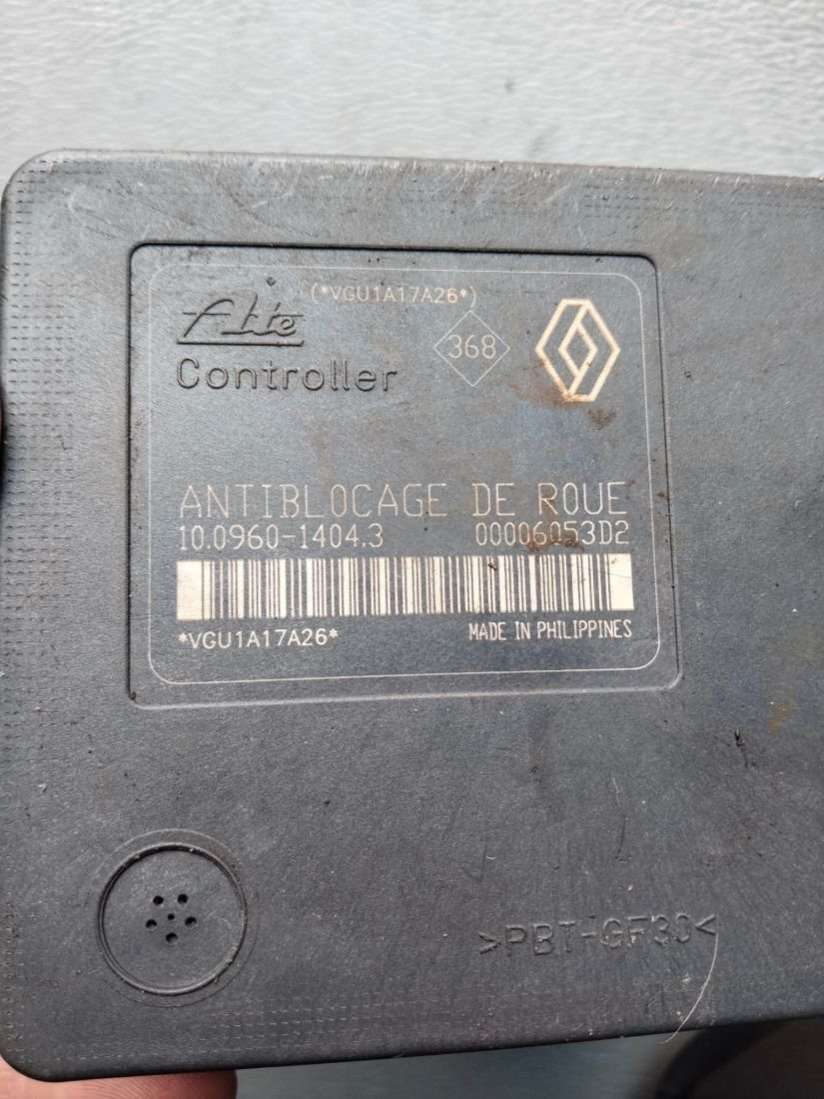 (*VGU1A17A26*)
Ate
368
Controller
ANTIBLOCAGE DE ROUE
10.0960-1404.3 00006053D2
*VGU1A17A26* MADE IN PHILIPPINES
>PBT-GF30<